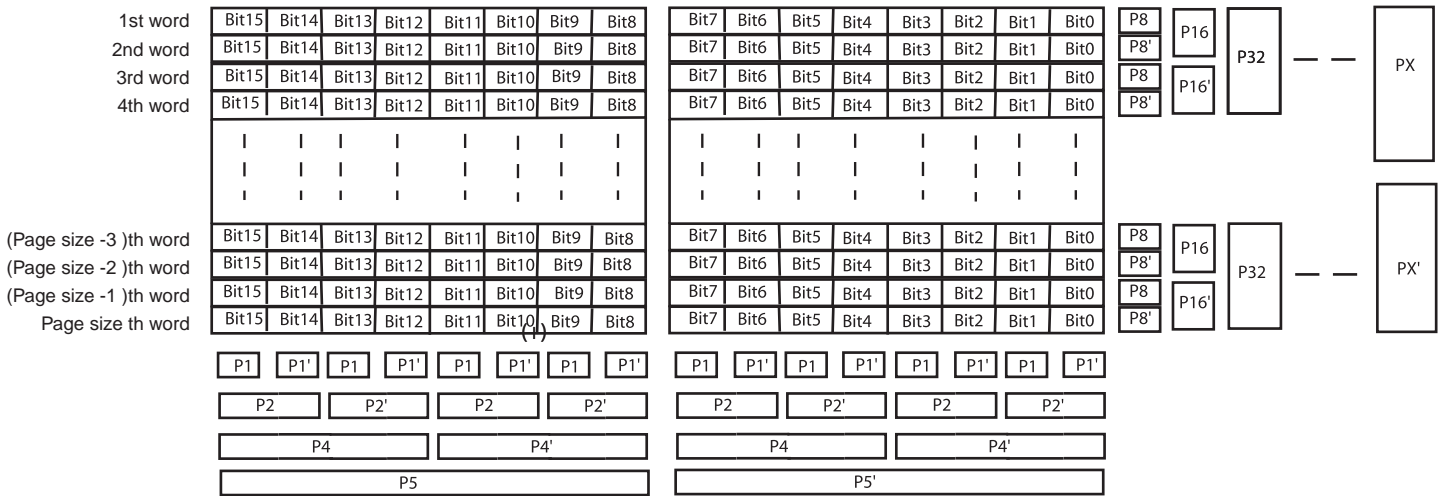 1st word Bit15 Bit14 Bit13 Bit12 Bit11 Bit10 Bit9 Bit8 Bit7 Bit6 Bit5 Bit4 Bit3 Bit2 Bit1 Bit0 P8 P16 P32 PX
2nd word Bit15 Bit14 Bit13 Bit12 Bit11 Bit10 Bit9 Bit8 Bit7 Bit6 Bit5 Bit4 Bit3 Bit2 Bit1 Bit0 P8'
3rd word Bit15 Bit14 Bit13 Bit12 Bit11 Bit10 Bit9 Bit8 Bit7 Bit6 Bit5 Bit4 Bit3 Bit2 Bit1 Bit0 P8 P16'
4th word Bit15 Bit14 Bit13 Bit12 Bit11 Bit10 Bit9 Bit8 Bit7 Bit6 Bit5 Bit4 Bit3 Bit2 Bit1 Bit0 P8'
(Page size -3 )th word Bit15 Bit14 Bit13 Bit12 Bit11 Bit10 Bit9 Bit8 Bit7 Bit6 Bit5 Bit4 Bit3 Bit2 Bit1 Bit0 P8 P16 P32 PX'
(Page size -2 )th word Bit15 Bit14 Bit13 Bit12 Bit11 Bit10 Bit9 Bit8 Bit7 Bit6 Bit5 Bit4 Bit3 Bit2 Bit1 Bit0 P8'
(Page size -1 )th word Bit15 Bit14 Bit13 Bit12 Bit11 Bit10 Bit9 Bit8 Bit7 Bit6 Bit5 Bit4 Bit3 Bit2 Bit1 Bit0 P8 P16'
Page size th word Bit15 Bit14 Bit13 Bit12 Bit11 Bit10 Bit9 Bit8 Bit7 Bit6 Bit5 Bit4 Bit3 Bit2 Bit1 Bit0 P8'
P1 P1' P1 P1' P1 P1' P1 P1' P1 P1' P1 P1' P1 P1' P1 P1'
P2 P2' P2 P2' P2 P2' P2 P2'
P4 P4' P4 P4'
P5 P5'